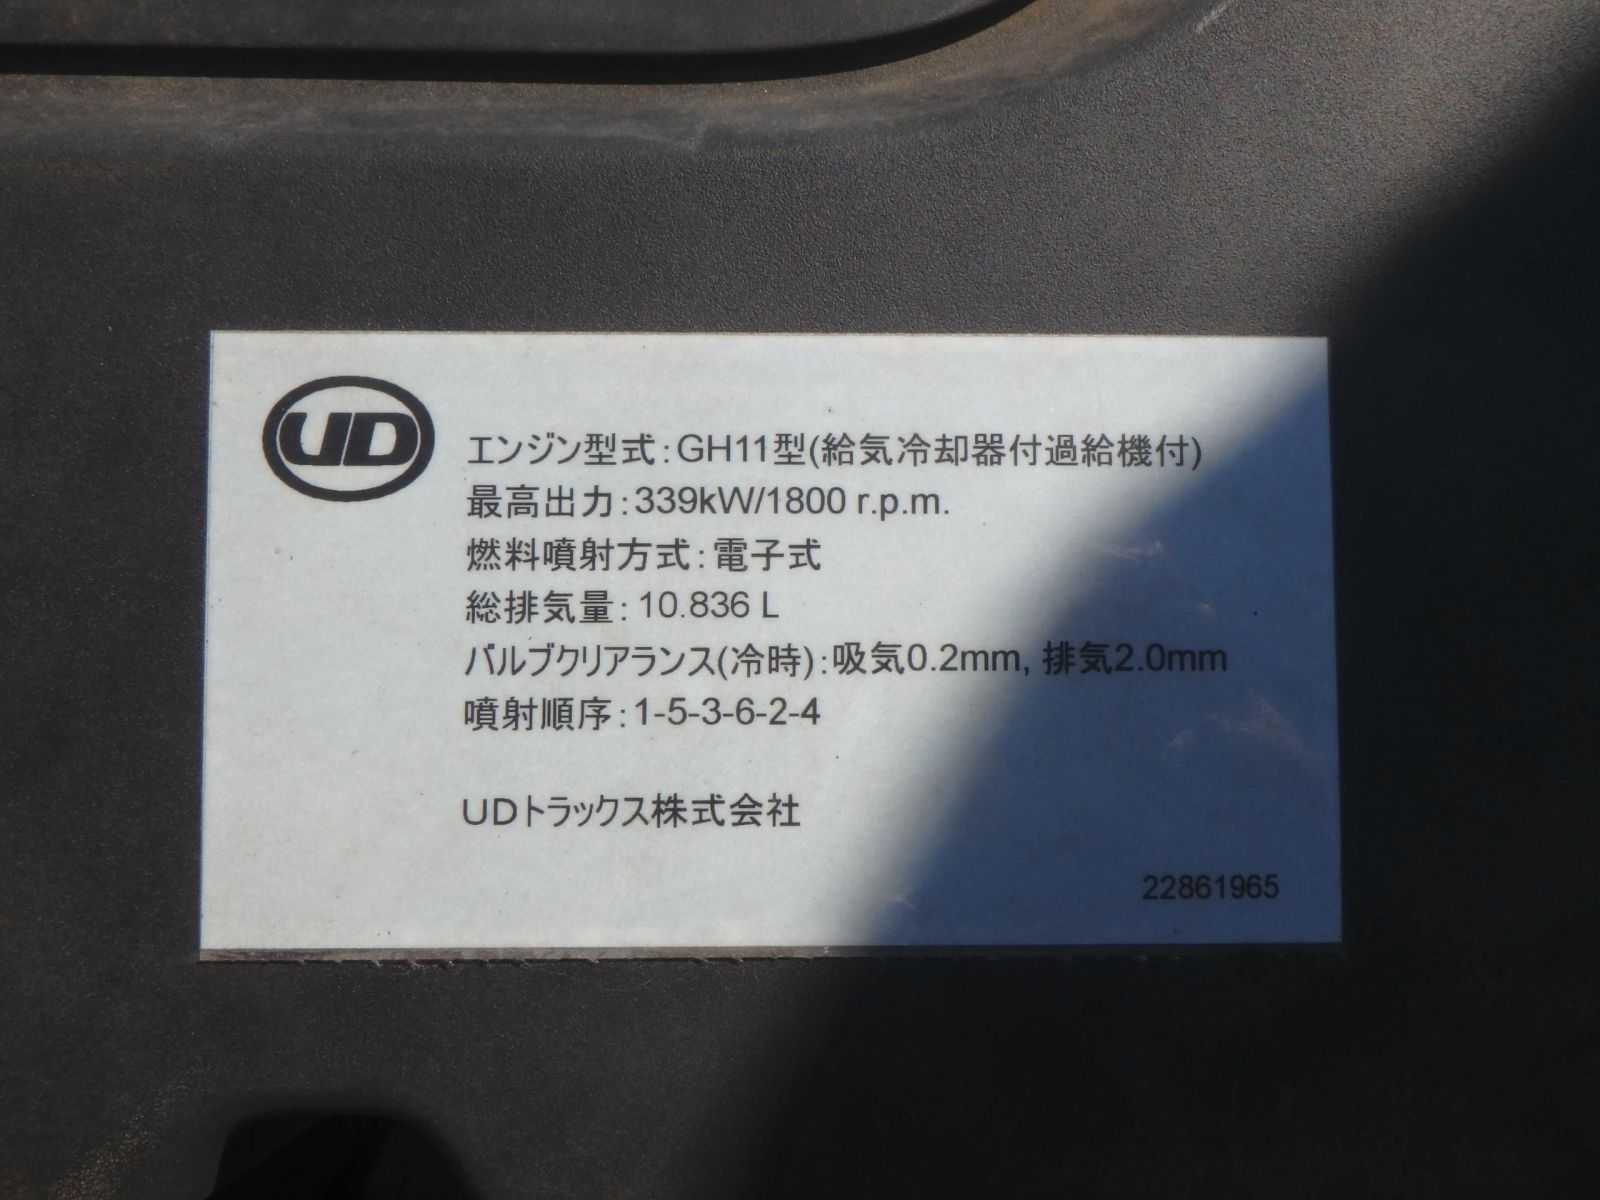 UD
エンジン型式:GH11型(給気冷却器付過給機付)
最高出力:339kW/1800 r.p.m.
燃料噴射方式:電子式
総排気量:10.836 L
バルブクリアランス(冷時):吸気0.2mm, 排気2.0mm
噴射順序:1-5-3-6-2-4
UDトラックス株式会社
22861965